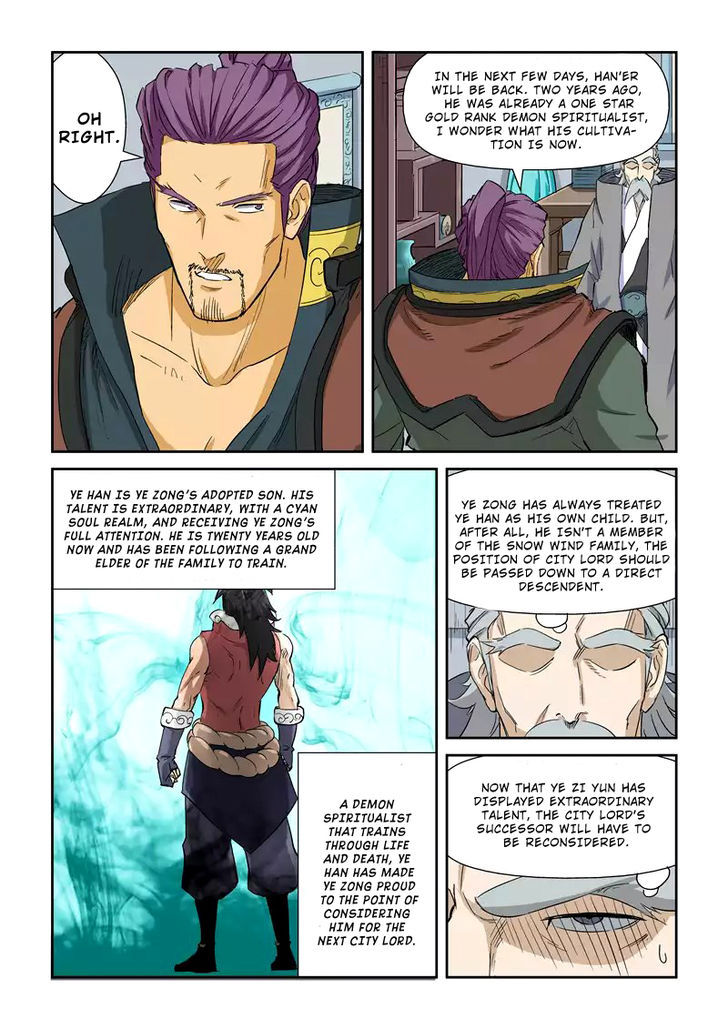 OH
RIGHT.
IN THE NEXT FEW DAYS, HAN'ER
WILL BE BACK. TWO YEARS AGO,
HE WAS ALREADY A ONE STAR
GOLD RANK DEMON SPIRITUALIST,
I WONDER WHAT HIS CULTIVA-
TION IS NOW.
YE HAN IS YE ZONG'S ADOPTED SON. HIS
TALENT IS EXTRAORDINARY, WITH A CYAN
SOUL REALM, AND RECEIVING YE ZONG'S
FULL ATTENTION. HE IS TWENTY YEARS OLD
NOW AND HAS BEEN FOLLOWING A GRAND
ELDER OF THE FAMILY TO TRAIN.
A DEMON
SPIRITUALIST
THAT TRAINS
THROUGH LIFE
AND DEATH, YE
HAN HAS MADE
YE ZONG PROUD
TO THE POINT OF
CONSIDERING
HIM FOR THE
NEXT CITY LORD.
YE ZONG HAS ALWAYS TREATED
YE HAN AS HIS OWN CHILD. BUT,
AFTER ALL, HE ISN'T A MEMBER
OF THE SNOW WIND FAMILY, THE
POSITION OF CITY LORD SHOULD
BE PASSED DOWN TO A DIRECT
DESCENDENT.
NOW THAT YE ZI YUN HAS
DISPLAYED EXTRAORDINARY
TALENT, THE CITY LORD'S
SUCCESSOR WILL HAVE TO
BE RECONSIDERED.